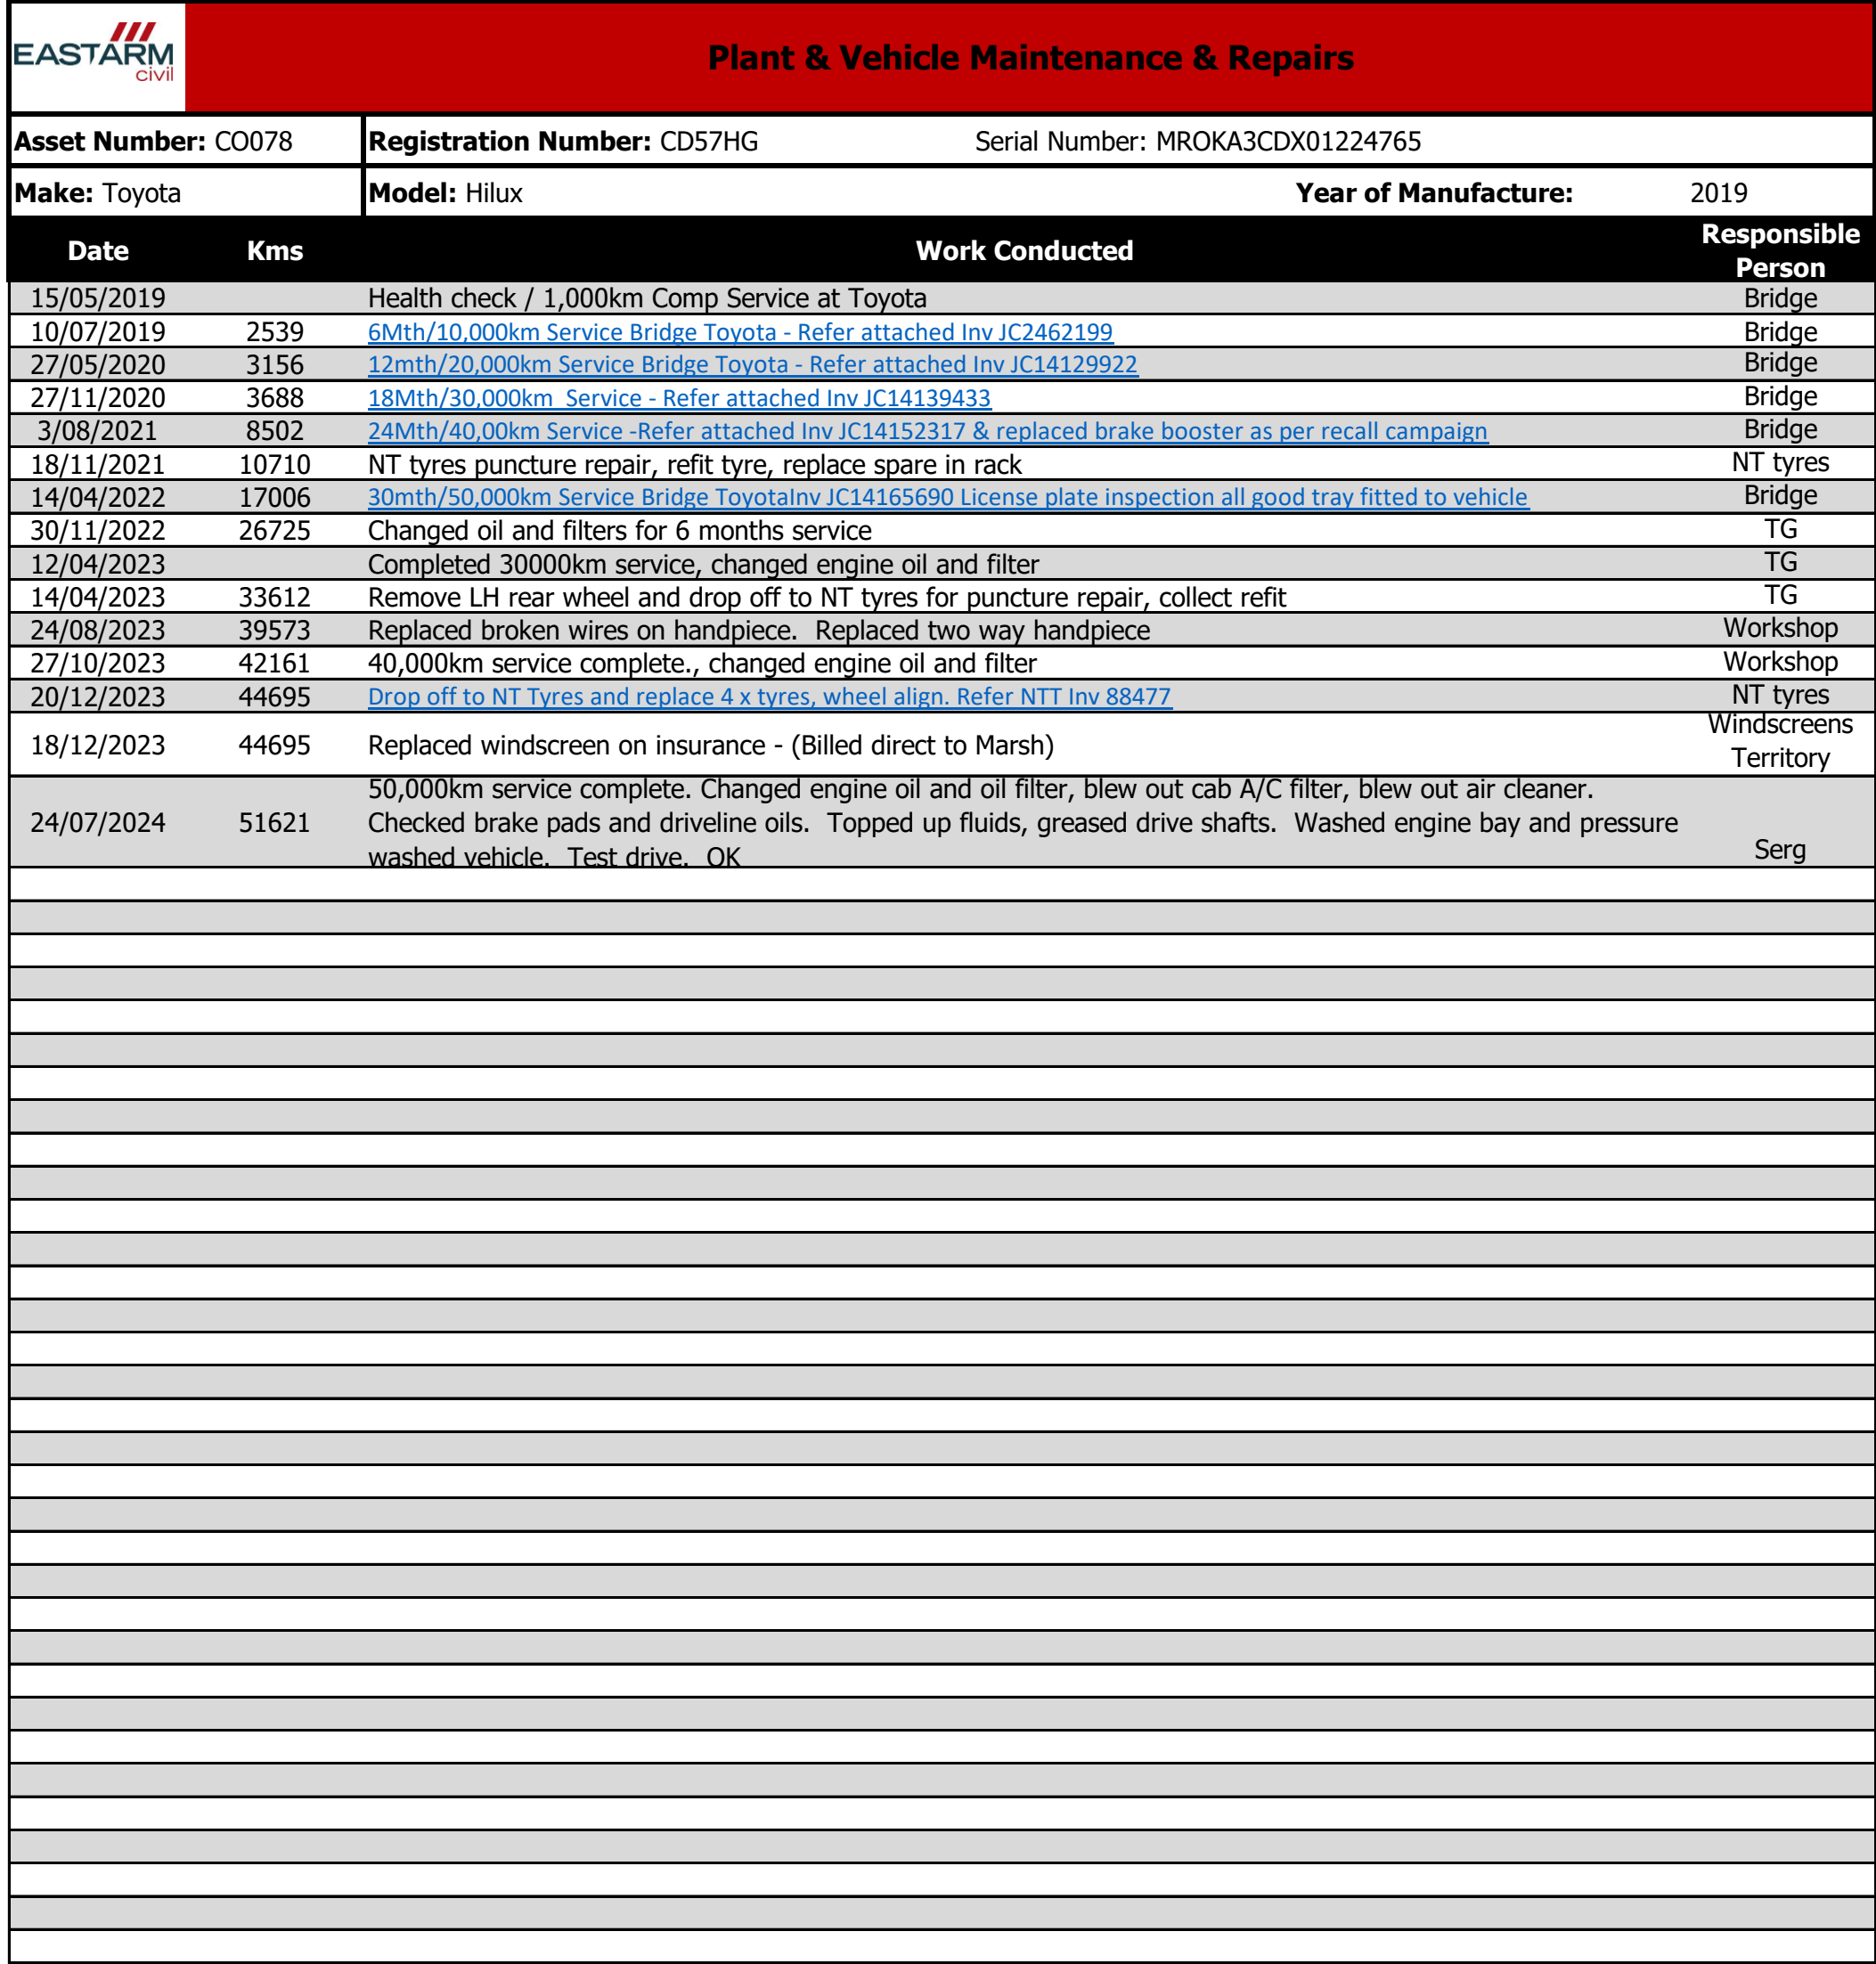 EASTARM
civil
Plant & Vehicle Maintenance & Repairs
Asset Number: CO078 Registration Number: CD57HG Serial Number: MROKA3CDX01224765
Make: Toyota Model: Hilux Year of Manufacture: 2019
Date Kms Work Conducted Responsible Person
15/05/2019 Health check / 1,000km Comp Service at Toyota Bridge
10/07/2019 2539 6Mth/10,000km Service Bridge Toyota - Refer attached Inv JC2462199 Bridge
27/05/2020 3156 12mth/20,000km Service Bridge Toyota - Refer attached Inv JC14129922 Bridge
27/11/2020 3688 18Mth/30,000km  Service - Refer attached Inv JC14139433 Bridge
3/08/2021 8502 24Mth/40,00km Service -Refer attached Inv JC14152317 & replaced brake booster as per recall campaign Bridge
18/11/2021 10710 NT tyres puncture repair, refit tyre, replace spare in rack NT tyres
14/04/2022 17006 30mth/50,000km Service Bridge ToyotaInv JC14165690 License plate inspection all good tray fitted to vehicle Bridge
30/11/2022 26725 Changed oil and filters for 6 months service TG
12/04/2023 Completed 30000km service, changed engine oil and filter TG
14/04/2023 33612 Remove LH rear wheel and drop off to NT tyres for puncture repair, collect refit TG
24/08/2023 39573 Replaced broken wires on handpiece.  Replaced two way handpiece Workshop
27/10/2023 42161 40,000km service complete., changed engine oil and filter Workshop
20/12/2023 44695 Drop off to NT Tyres and replace 4 x tyres, wheel align. Refer NTT Inv 88477 NT tyres
18/12/2023 44695 Replaced windscreen on insurance - (Billed direct to Marsh) Windscreens Territory
50,000km service complete. Changed engine oil and oil filter, blew out cab A/C filter, blew out air cleaner.
24/07/2024 51621 Checked brake pads and driveline oils.  Topped up fluids, greased drive shafts.  Washed engine bay and pressure
washed vehicle.  Test drive.  OK Serg